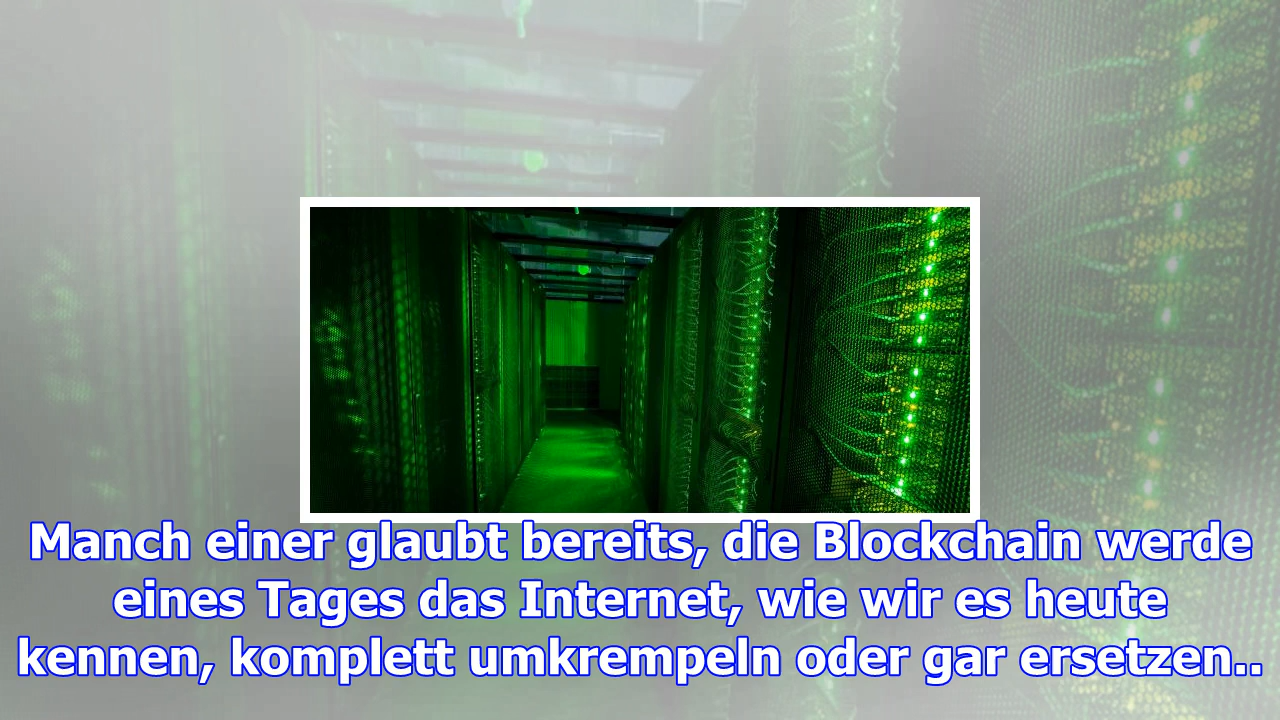 Manch einer glaubt bereits, die Blockchain werde
eines Tages das Internet, wie wir es heute
kennen, komplett umkrempeln oder gar ersetzen..